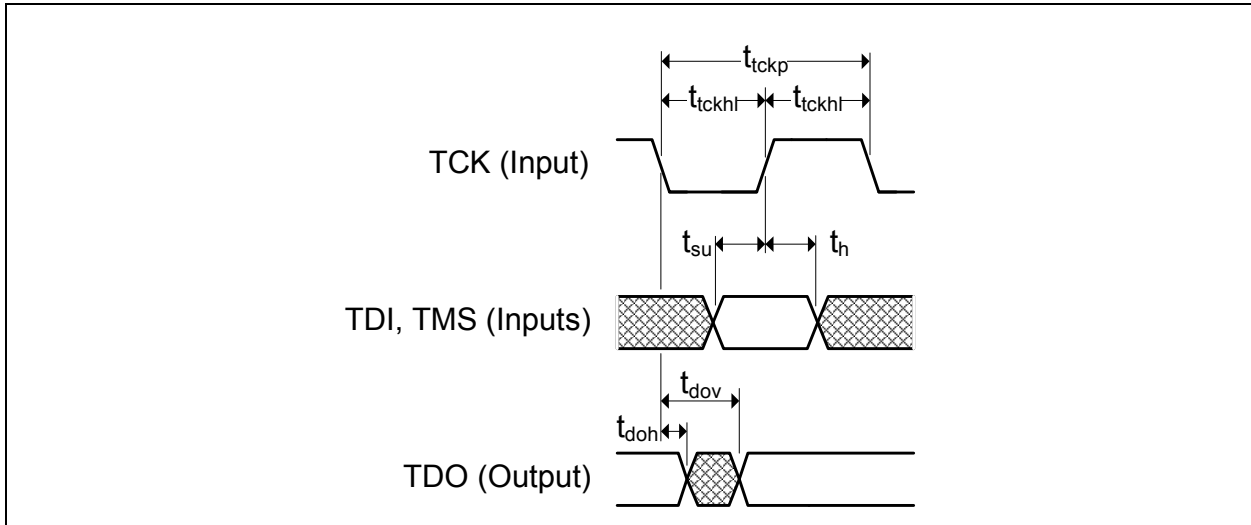 t_tckp
t_tckhl t_tckhl
TCK (Input)
t_su t_h
TDI, TMS (Inputs)
t_dov
t_doh
TDO (Output)